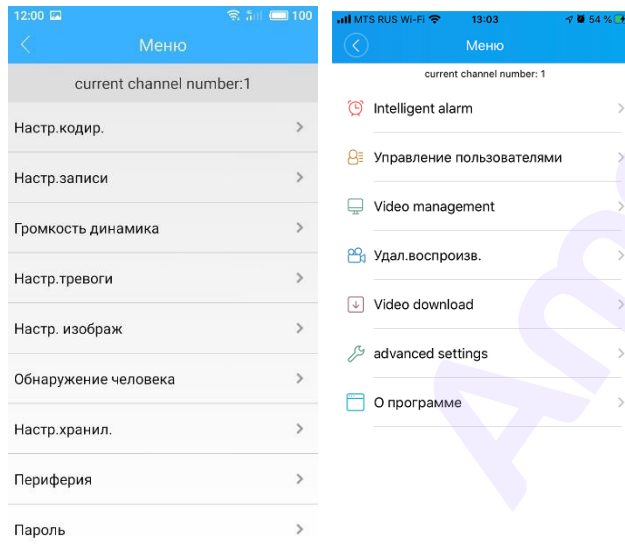 12:00 100
Меню
current channel number:1
Настр.кодир.
Настр.записи
Громкость динамика
Настр.тревоги
Настр. изображ
Обнаружение человека
Настр.хранил.
Периферия
Пароль
MTS RUS Wi-Fi 13:03 54 %
Меню
current channel number: 1
Intelligent alarm
Управление пользователями
Video management
Удал.воспроизв.
Video download
advanced settings
О программе